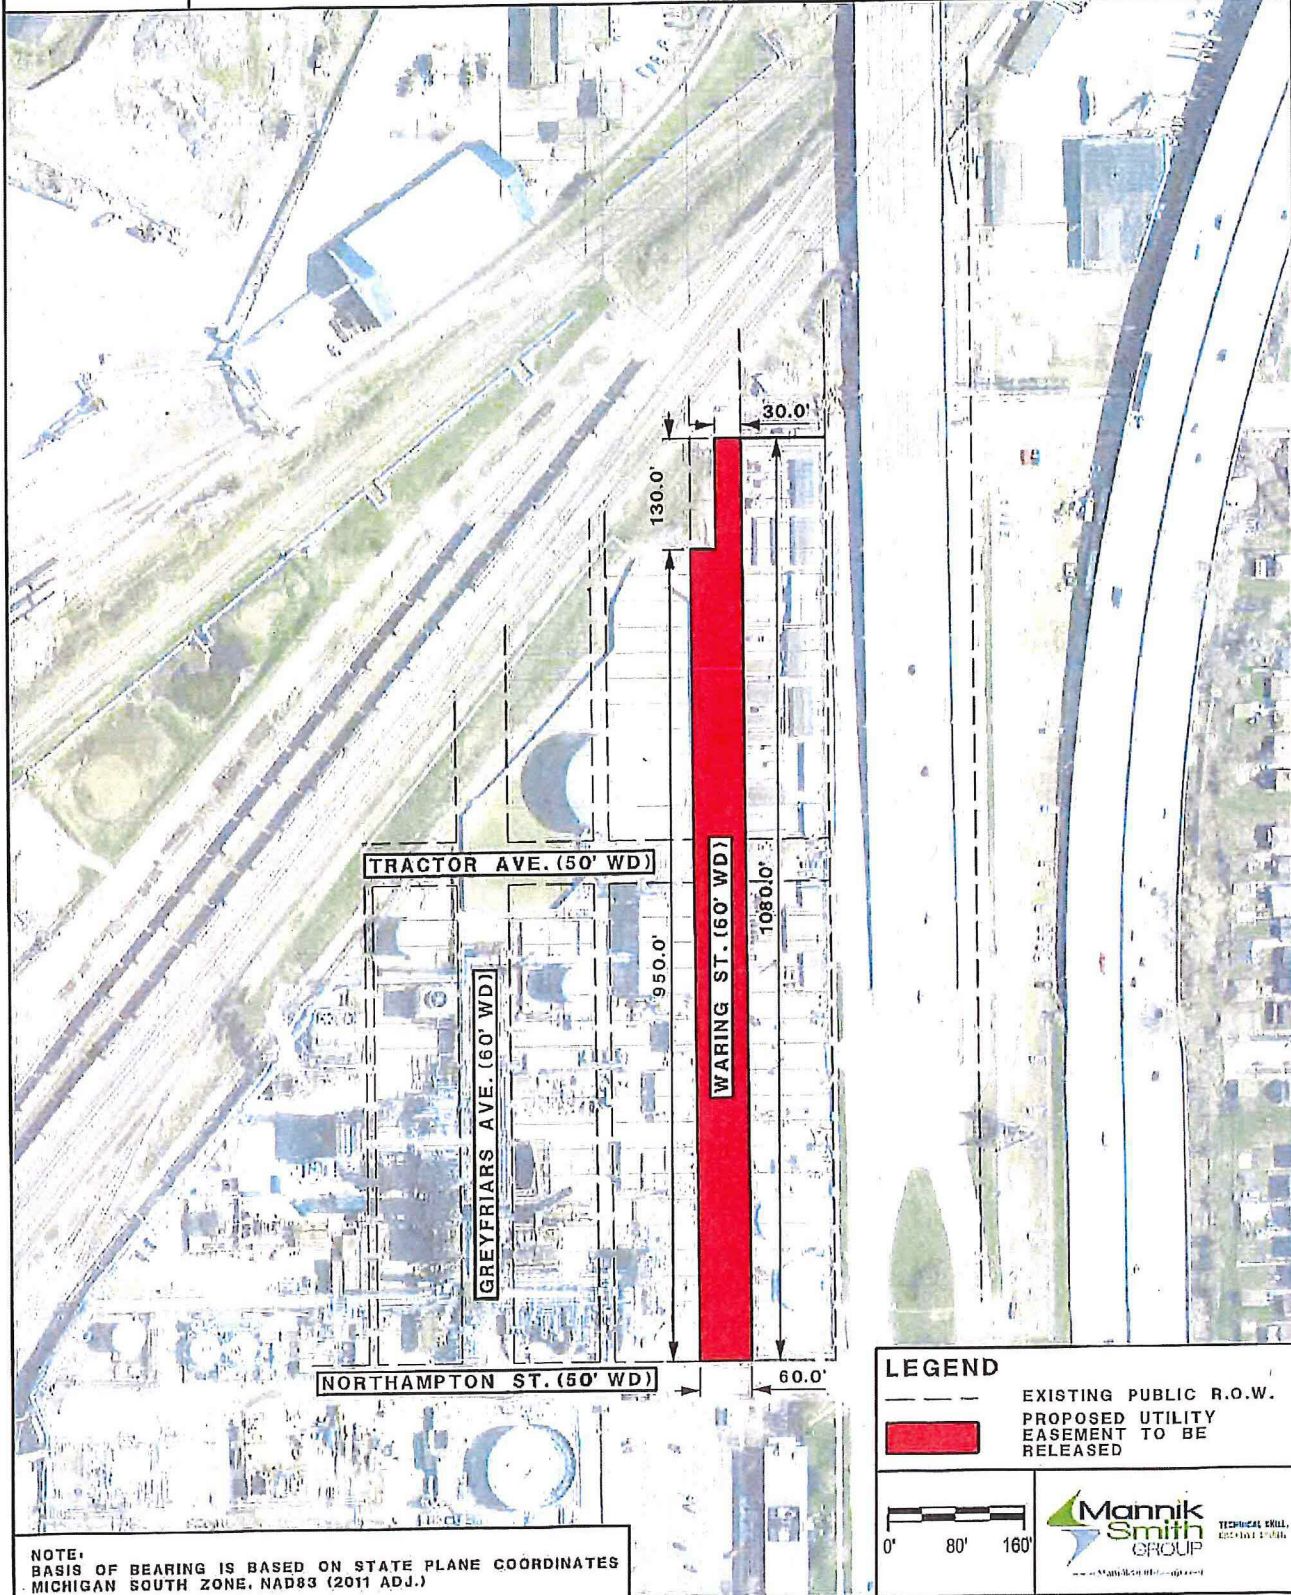 30.0'
130.0'
TRACTOR AVE. (50' WD)
WARING ST. (60' WD)
1080.0'
950.0'
GREYFRIARS AVE. (60' WD)
NORTHAMPTON ST. (50' WD)
60.0'
LEGEND
EXISTING PUBLIC R.O.W.
PROPOSED UTILITY
EASEMENT TO BE
RELEASED
0' 80' 160'
Mannik
Smith
GROUP
TECHNICAL SKILL.
NOTE:
BASIS OF BEARING IS BASED ON STATE PLANE COORDINATES
MICHIGAN SOUTH ZONE, NAD83 (2011 ADJ.)